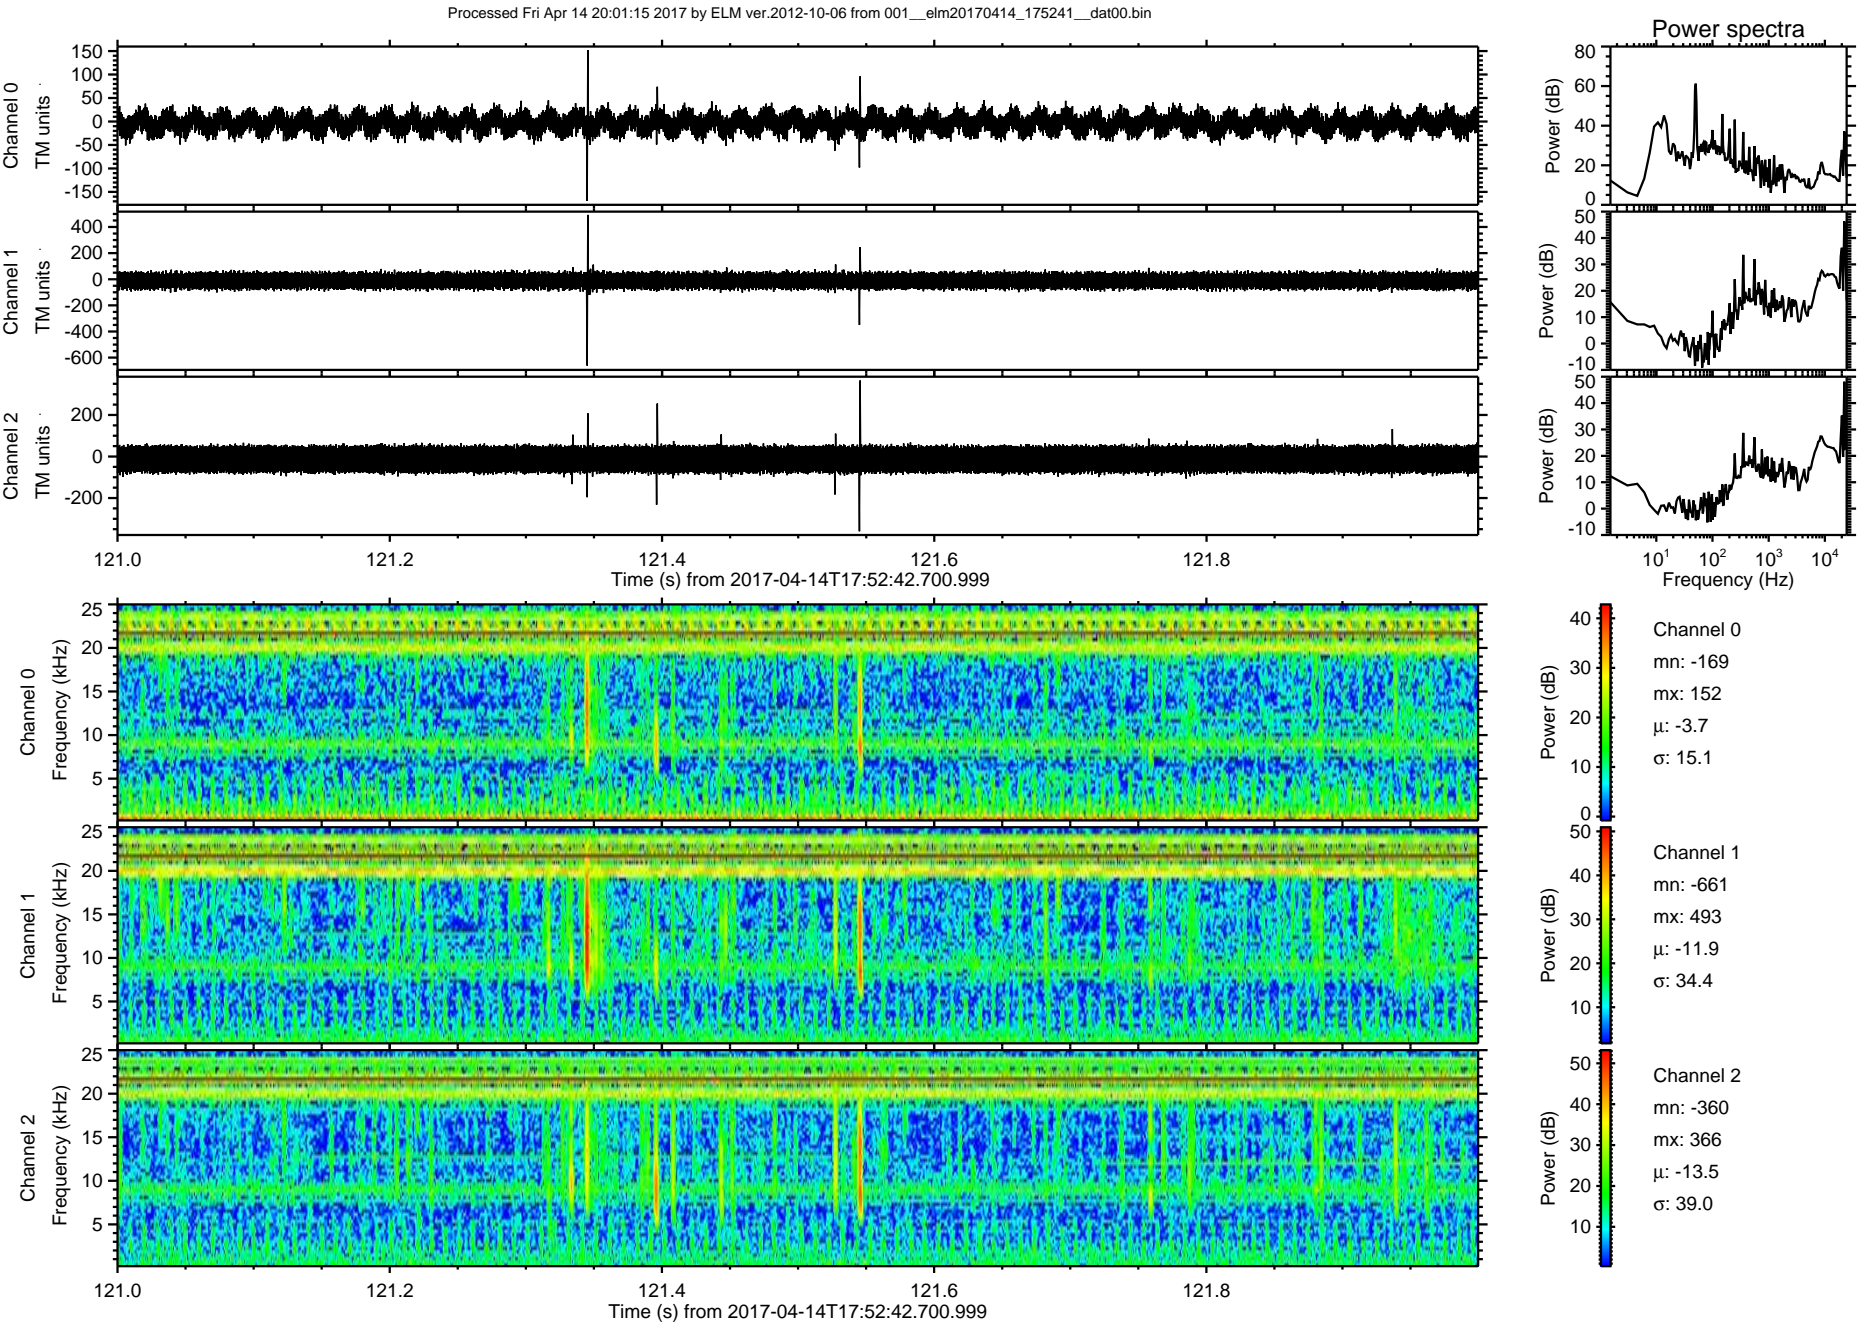 Processed Fri Apr 14 20:01:15 2017 by ELM ver.2012-10-06 from 001__elm20170414_175241__dat00.bin
Power spectra
Channel 0
TM units
150
100
50
0
-50
-100
-150
Power (dB)
80
60
40
20
0
Channel 1
TM units
400
200
0
-200
-400
-600
Power (dB)
50
40
30
20
10
0
-10
Channel 2
TM units
200
0
-200
Power (dB)
50
40
30
20
10
0
-10
121.0 121.2 121.4 121.6 121.8
Time (s) from 2017-04-14T17:52:42.700.999
10^1 10^2 10^3 10^4
Frequency (Hz)
Channel 0
Frequency (kHz)
25
20
15
10
5
Power (dB)
40
30
20
10
0
Channel 0
mn: -169
mx: 152
μ: -3.7
σ: 15.1
Channel 1
Frequency (kHz)
25
20
15
10
5
Power (dB)
50
40
30
20
10
Channel 1
mn: -661
mx: 493
μ: -11.9
σ: 34.4
Channel 2
Frequency (kHz)
25
20
15
10
5
Power (dB)
50
40
30
20
10
Channel 2
mn: -360
mx: 366
μ: -13.5
σ: 39.0
121.0 121.2 121.4 121.6 121.8
Time (s) from 2017-04-14T17:52:42.700.999